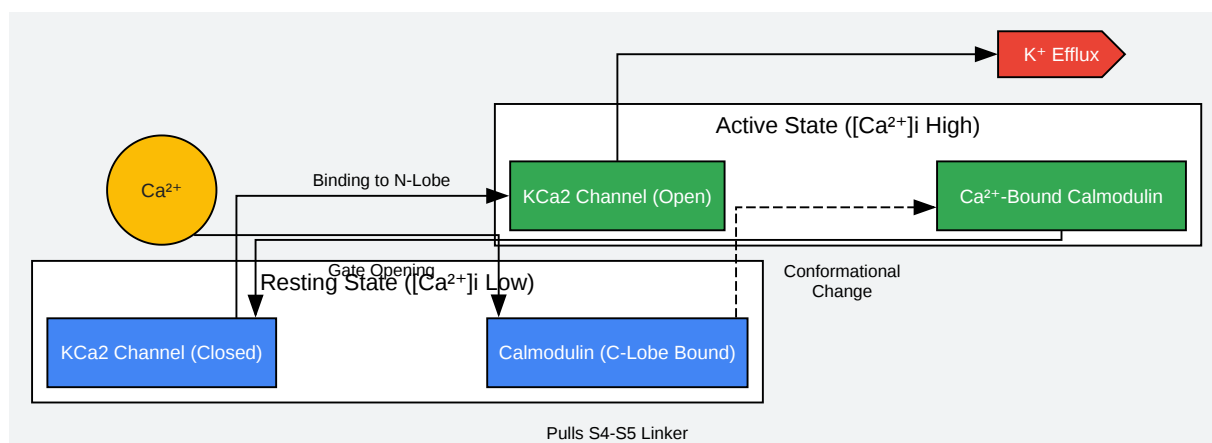 K⁺ Efflux
Active State ([Ca²⁺]i High)
Ca²⁺
Binding to N-Lobe
KCa2 Channel (Open)
Ca²⁺-Bound Calmodulin
Gate Opening
Resting State ([Ca²⁺]i Low)
Conformational
Change
KCa2 Channel (Closed)
Calmodulin (C-Lobe Bound)
Pulls S4-S5 Linker